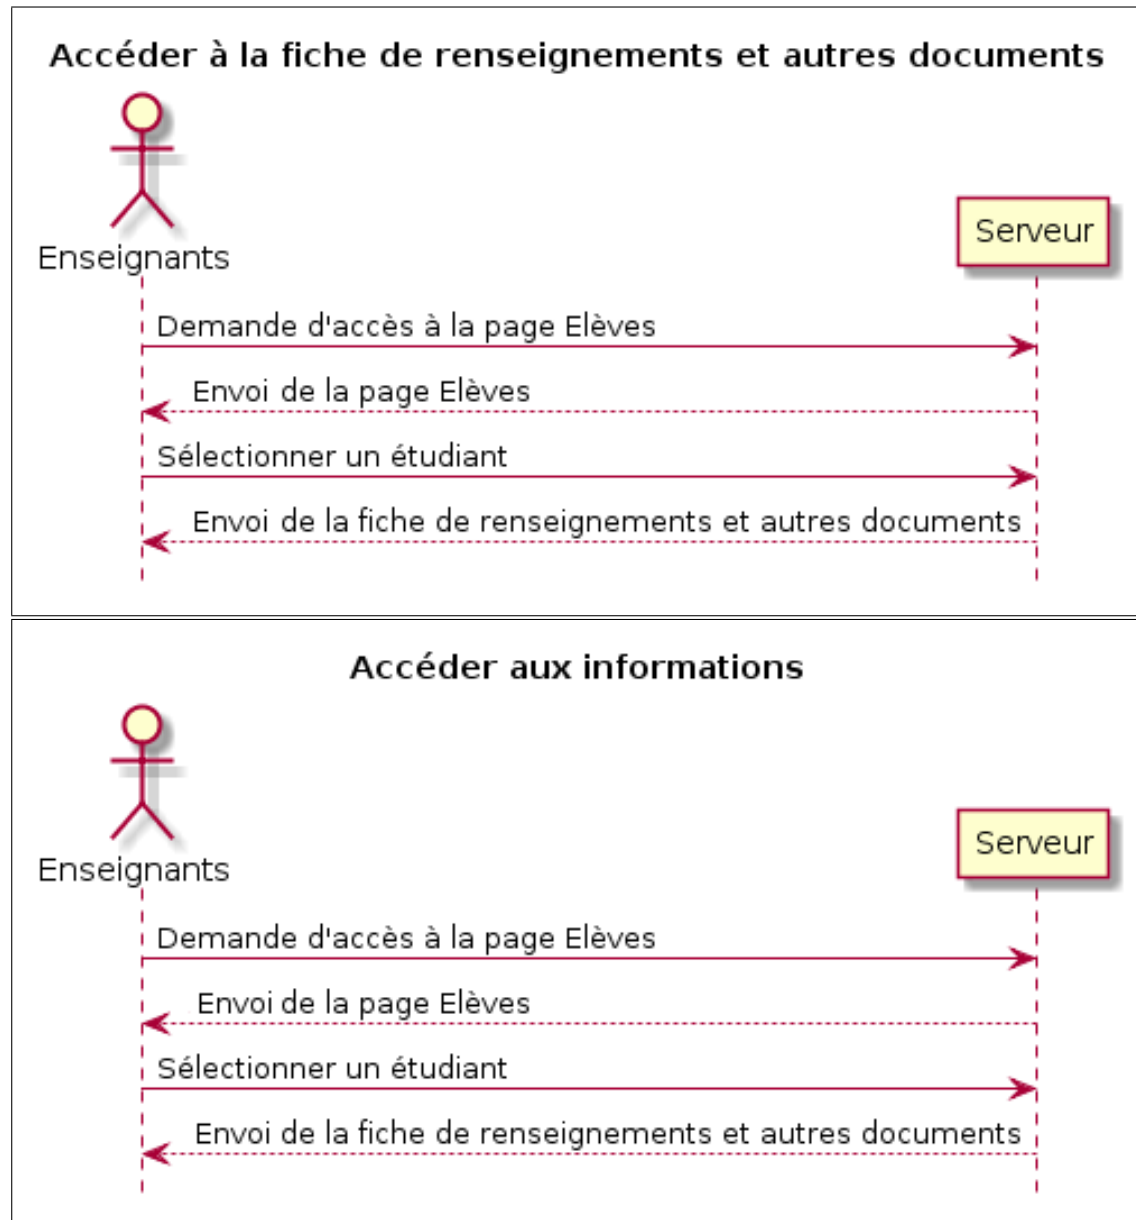 Accéder à la fiche de renseignements et autres documents
Enseignants
Serveur
Demande d'accès à la page Elèves
Envoi de la page Elèves
Sélectionner un étudiant
Envoi de la fiche de renseignements et autres documents
Accéder aux informations
Enseignants
Serveur
Demande d'accès à la page Elèves
Envoi de la page Elèves
Sélectionner un étudiant
Envoi de la fiche de renseignements et autres documents